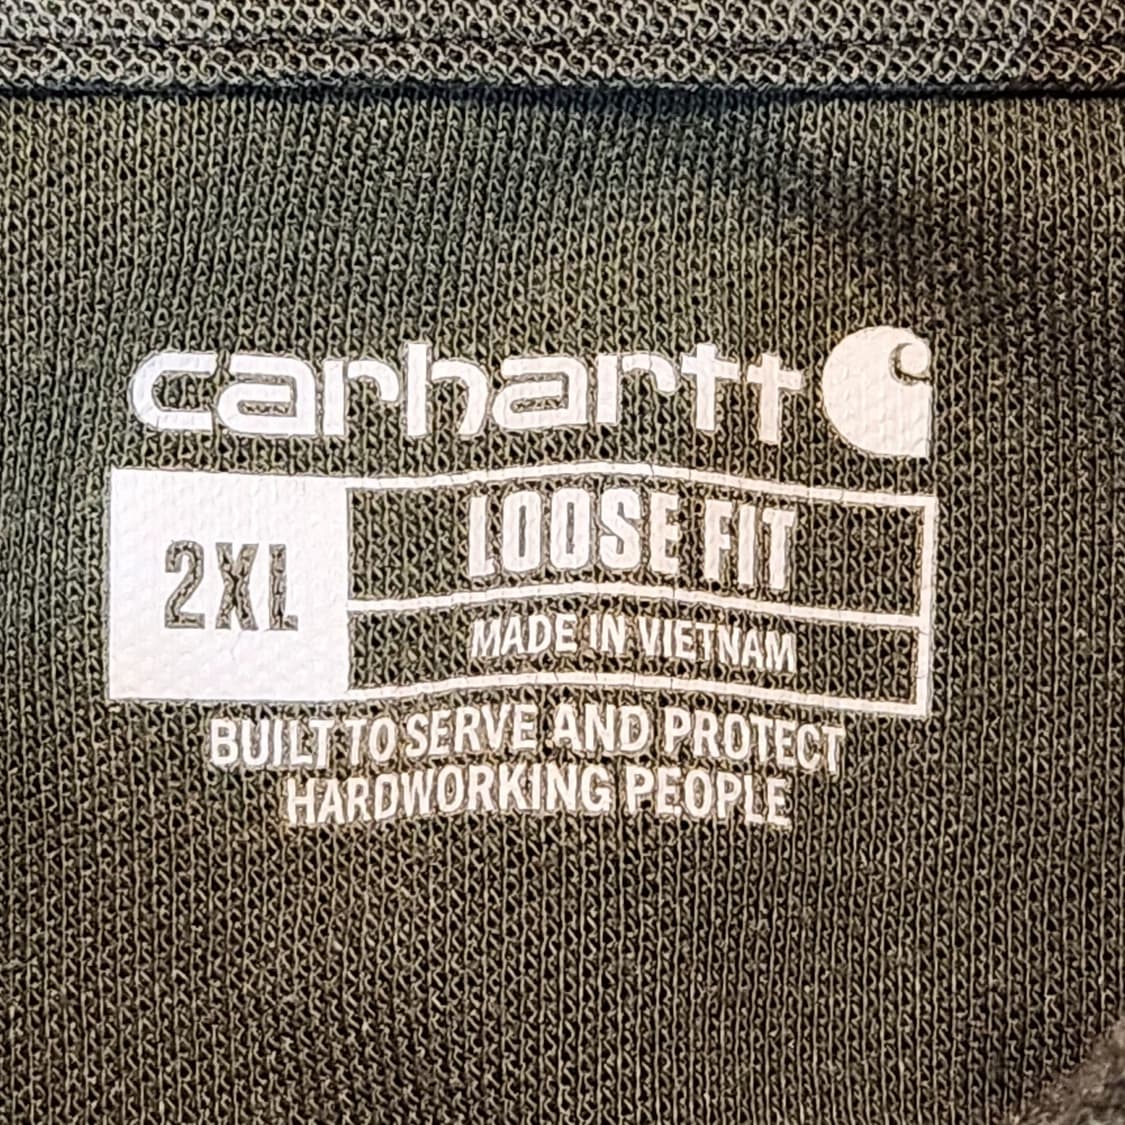 carhartt
2XL
LOOSE FIT
MADE IN VIETNAM
BUILT TO SERVE AND PROTECT
HARDWORKING PEOPLE